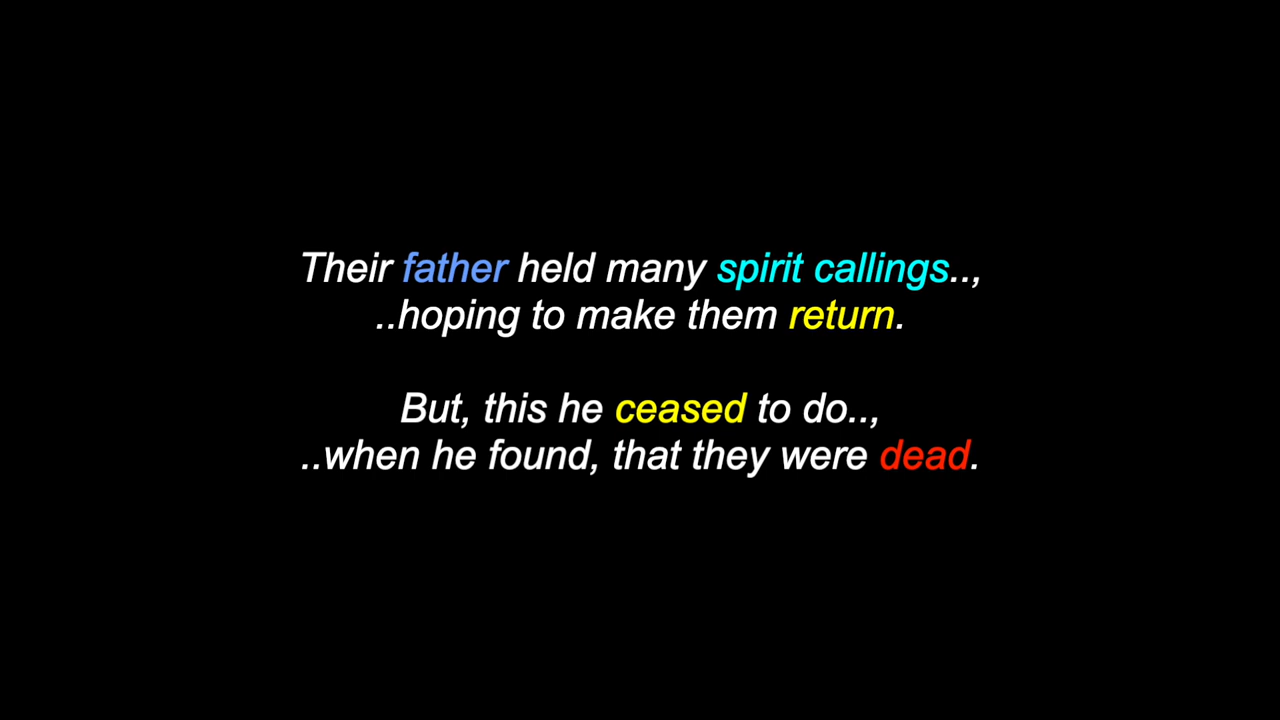 Their father held many spirit callings..,
..hoping to make them return.
But, this he ceased to do..,
..when he found, that they were dead.